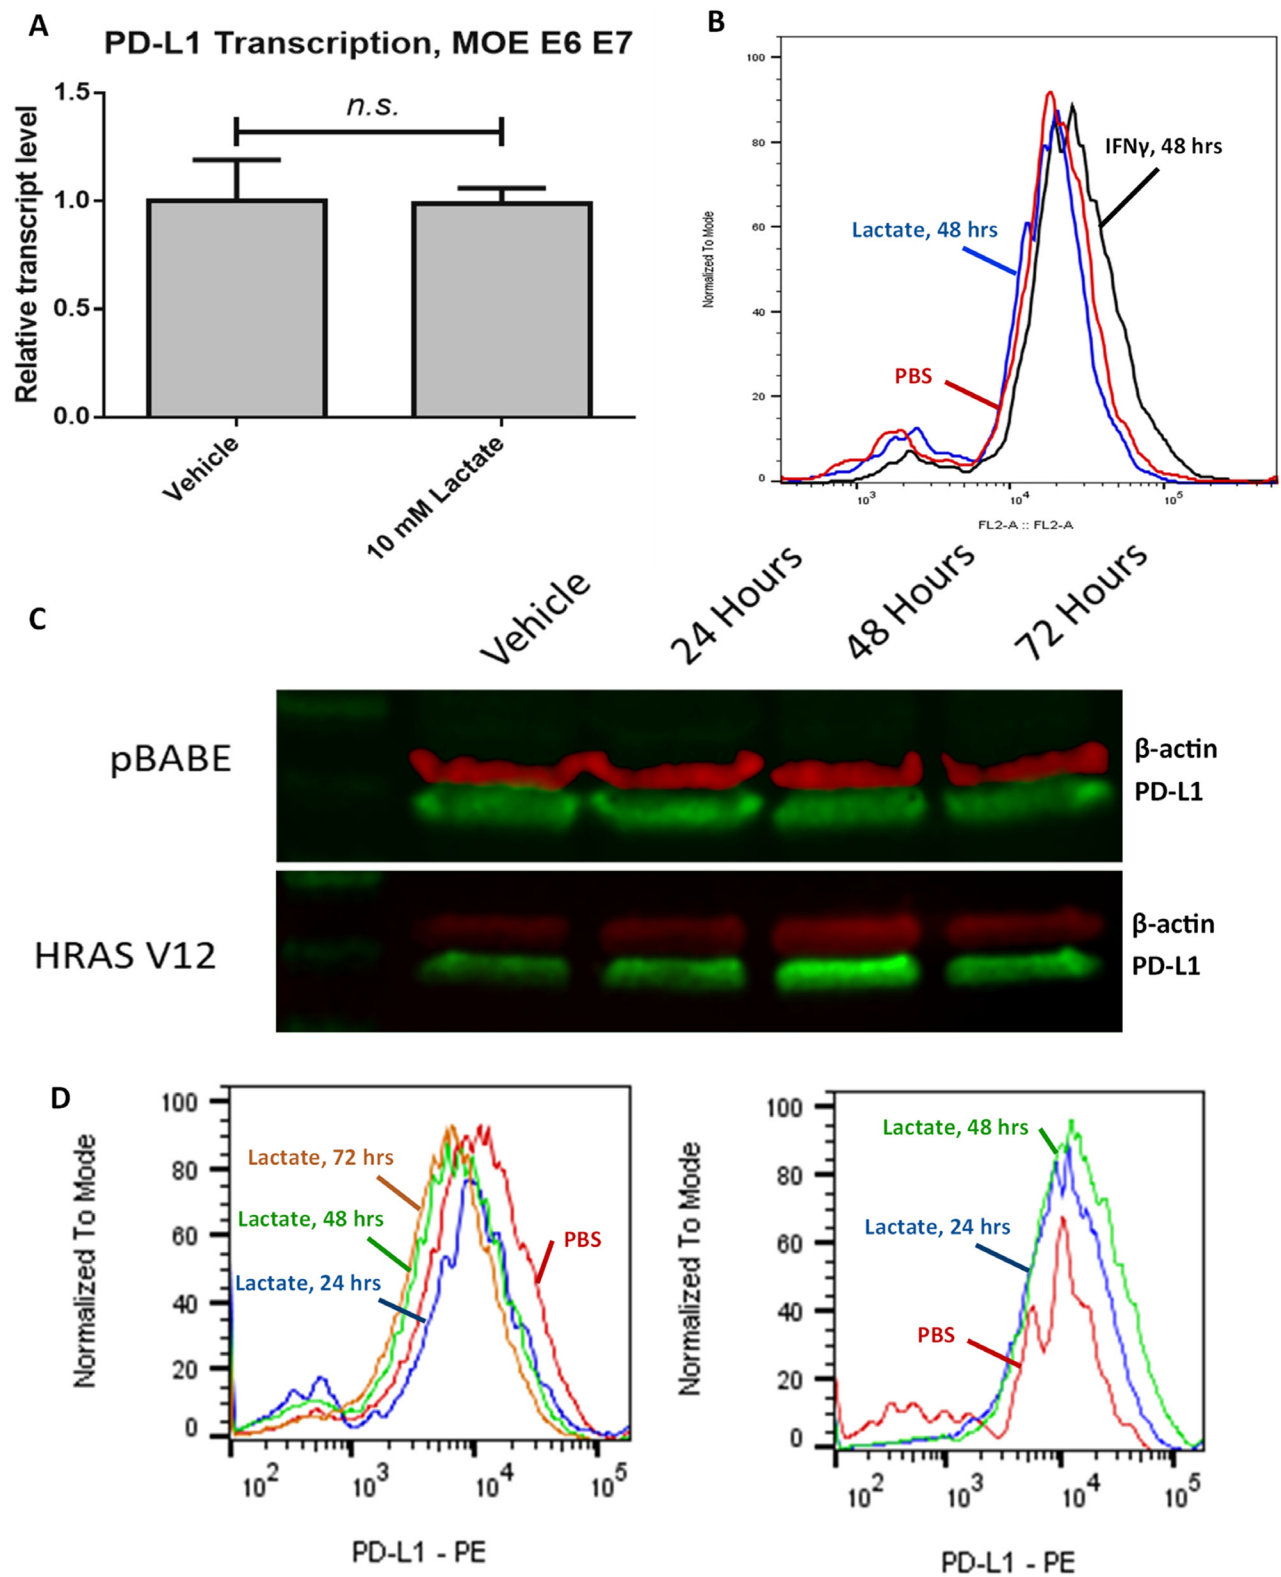 A
PD-L1 Transcription, MOE E6 E7
Relative transcript level
1.5
1.0
0.5
0.0
n.s.
Vehicle
10 mM Lactate
B
Normalized To Mode
100
80
60
40
20
0
IFNγ, 48 hrs
Lactate, 48 hrs
PBS
10³
10⁴
10⁵
FL2-A :: FL2-A
C
Vehicle
24 Hours
48 Hours
72 Hours
pBABE
β-actin
PD-L1
HRAS V12
β-actin
PD-L1
D
Normalized To Mode
100
80
60
40
20
0
Lactate, 72 hrs
Lactate, 48 hrs
Lactate, 24 hrs
PBS
10²
10³
10⁴
10⁵
PD-L1 - PE
Normalized To Mode
100
80
60
40
20
0
Lactate, 48 hrs
Lactate, 24 hrs
PBS
10²
10³
10⁴
10⁵
PD-L1 - PE